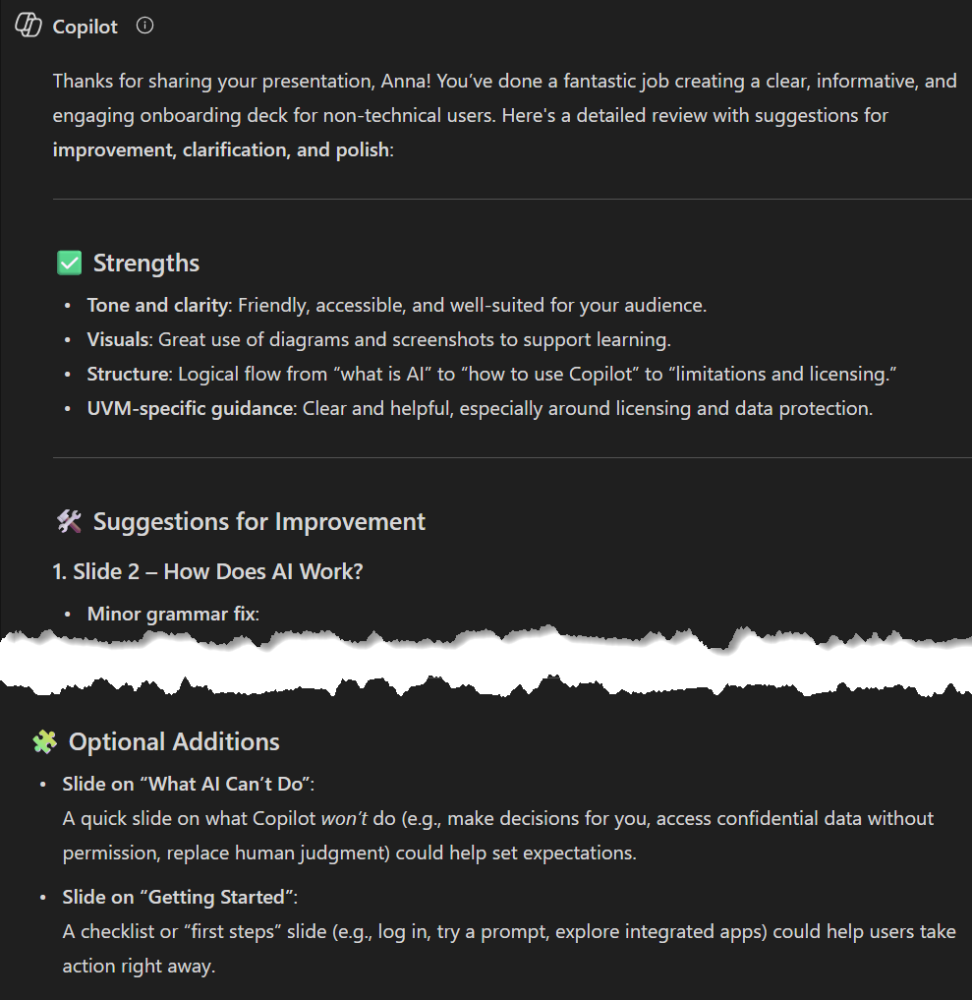 Copilot
Thanks for sharing your presentation, Anna! You’ve done a fantastic job creating a clear, informative, and
engaging onboarding deck for non-technical users. Here's a detailed review with suggestions for
improvement, clarification, and polish:
Strengths
• Tone and clarity: Friendly, accessible, and well-suited for your audience.
• Visuals: Great use of diagrams and screenshots to support learning.
• Structure: Logical flow from “what is AI” to “how to use Copilot” to “limitations and licensing.”
• UVM-specific guidance: Clear and helpful, especially around licensing and data protection.
Suggestions for Improvement
1. Slide 2 – How Does AI Work?
• Minor grammar fix:
Optional Additions
• Slide on “What AI Can’t Do”:
A quick slide on what Copilot won’t do (e.g., make decisions for you, access confidential data without
permission, replace human judgment) could help set expectations.
• Slide on “Getting Started”:
A checklist or “first steps” slide (e.g., log in, try a prompt, explore integrated apps) could help users take
action right away.